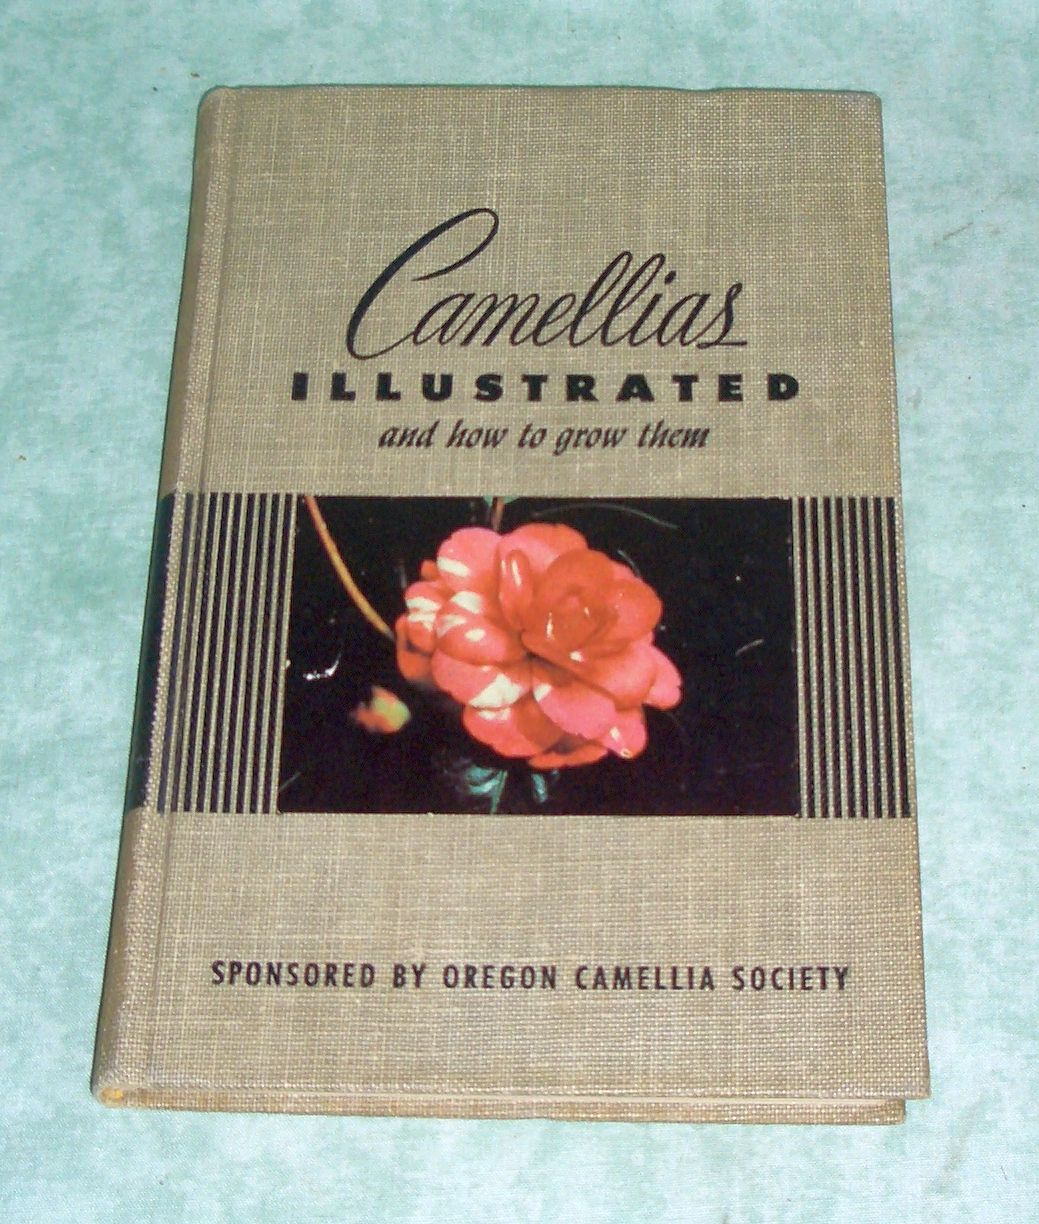 Camellias
ILLUSTRATED
and how to grow them
SPONSORED BY OREGON CAMELLIA SOCIETY